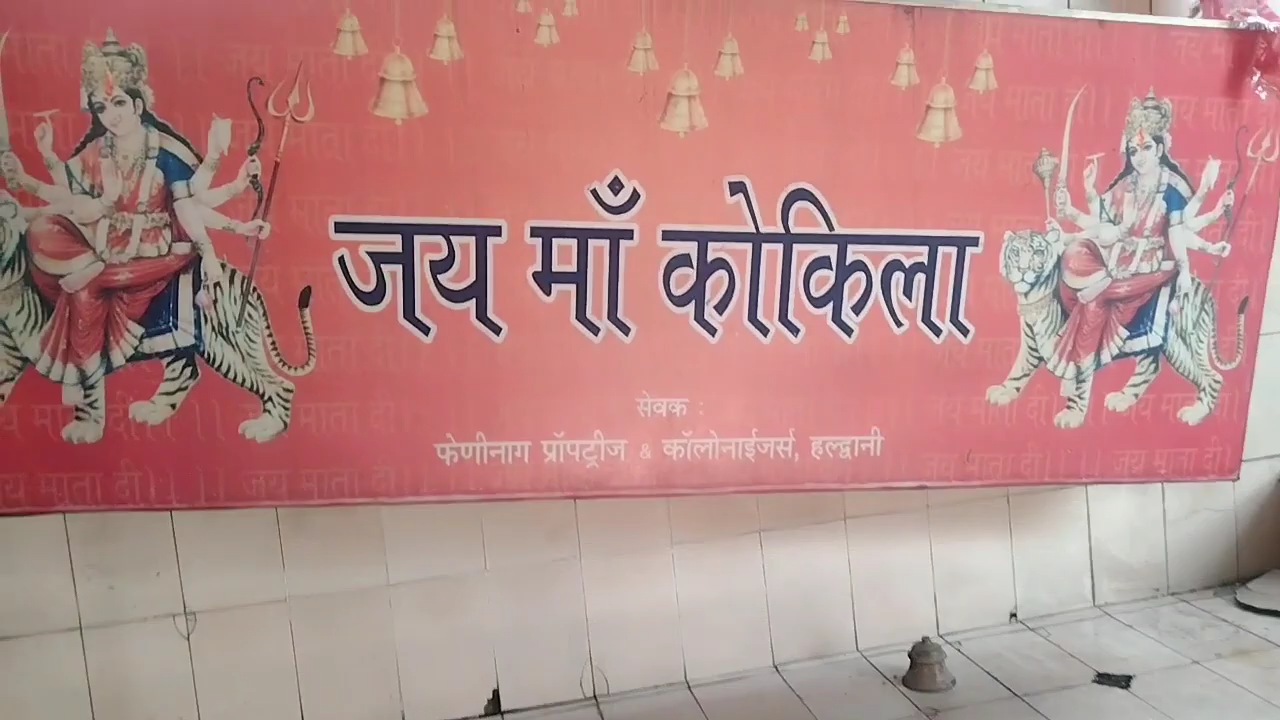 जय माँ कोकिला
सेवक :
फेणीनाग प्रॉपट्रीज & कॉलोनाईजर्स, हल्द्वानी